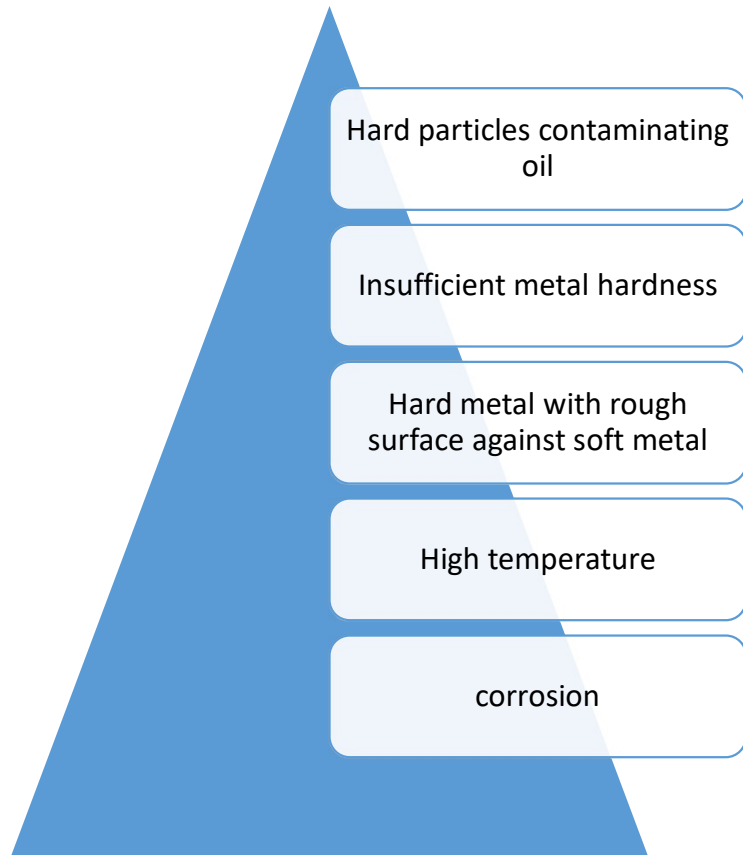 Hard particles contaminating
oil
Insufficient metal hardness
Hard metal with rough
surface against soft metal
High temperature
corrosion